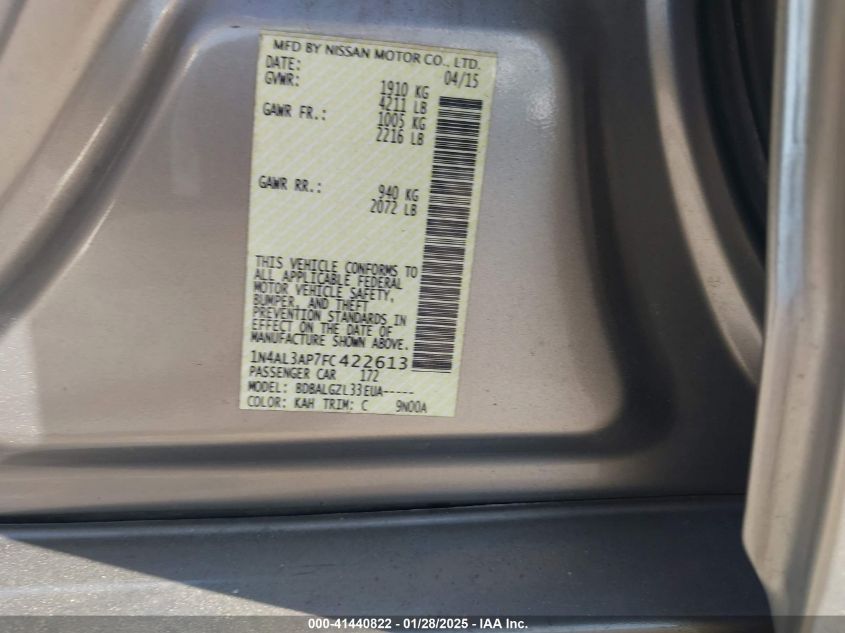 MFD BY NISSAN MOTOR CO., LTD.
DATE: 04/15
GVWR: 1910 KG
4211 LB
GAWR FR.: 1005 KG
2216 LB
GAWR RR.: 940 KG
2072 LB
THIS VEHICLE CONFORMS TO
ALL APPLICABLE FEDERAL
MOTOR VEHICLE SAFETY,
BUMPER, AND THEFT
PREVENTION STANDARDS IN
EFFECT ON THE DATE OF
MANUFACTURE SHOWN ABOVE.
1N4AL3AP7FC422613
PASSENGER CAR 172
MODEL: BDBALGZL33EUA-----
COLOR: KAH TRIM: C 9N00A
000-41440822 - 01/28/2025 - IAA Inc.